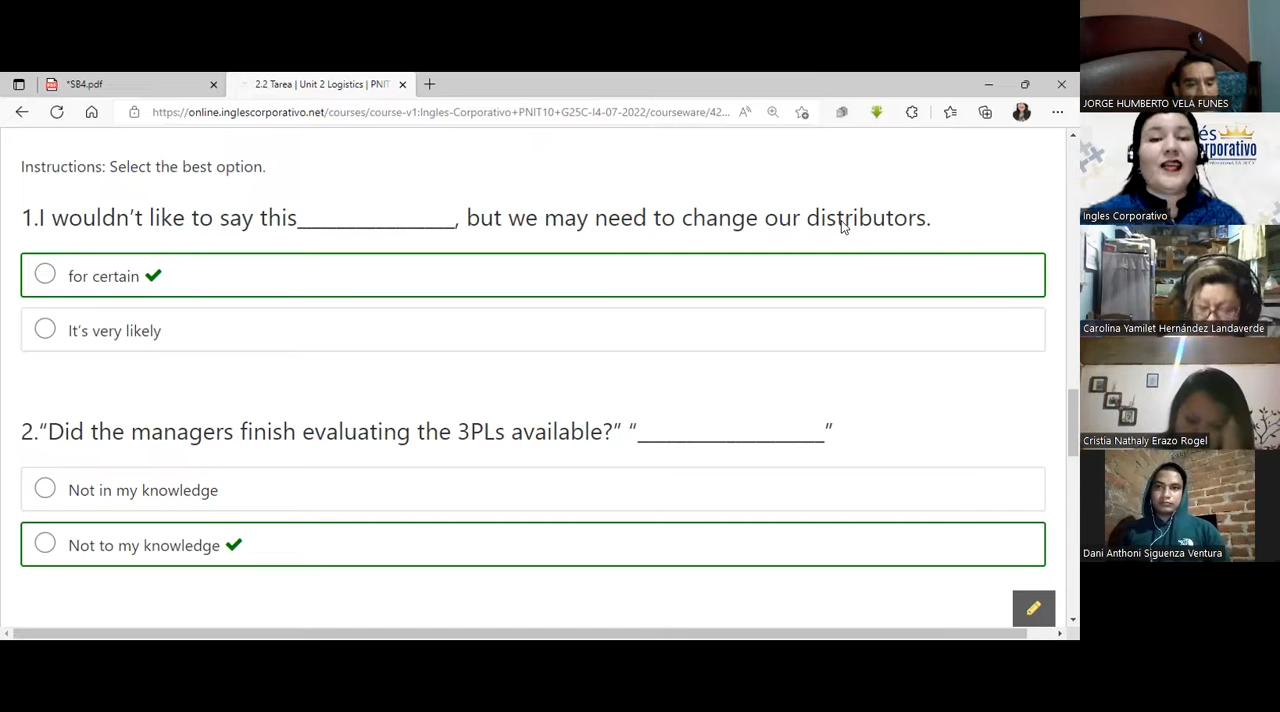 *SB4.pdf
2.2 Tarea | Unit 2 Logistics | PNIT
https://online.inglescorporativo.net/courses/course-v1:Ingles-Corporativo+PNIT10+G25C-I4-07-2022/courseware/42...
Instructions: Select the best option.
1.I wouldn’t like to say this______________, but we may need to change our distributors.
for certain
It’s very likely
2.“Did the managers finish evaluating the 3PLs available?” “_________________”
Not in my knowledge
Not to my knowledge
JORGE HUMBERTO VELA FUNES
és
rporativo
Ingles Corporativo
Carolina Yamilet Hernández Landaverde
Cristia Nathaly Erazo Rogel
Dani Anthoni Siguenza Ventura